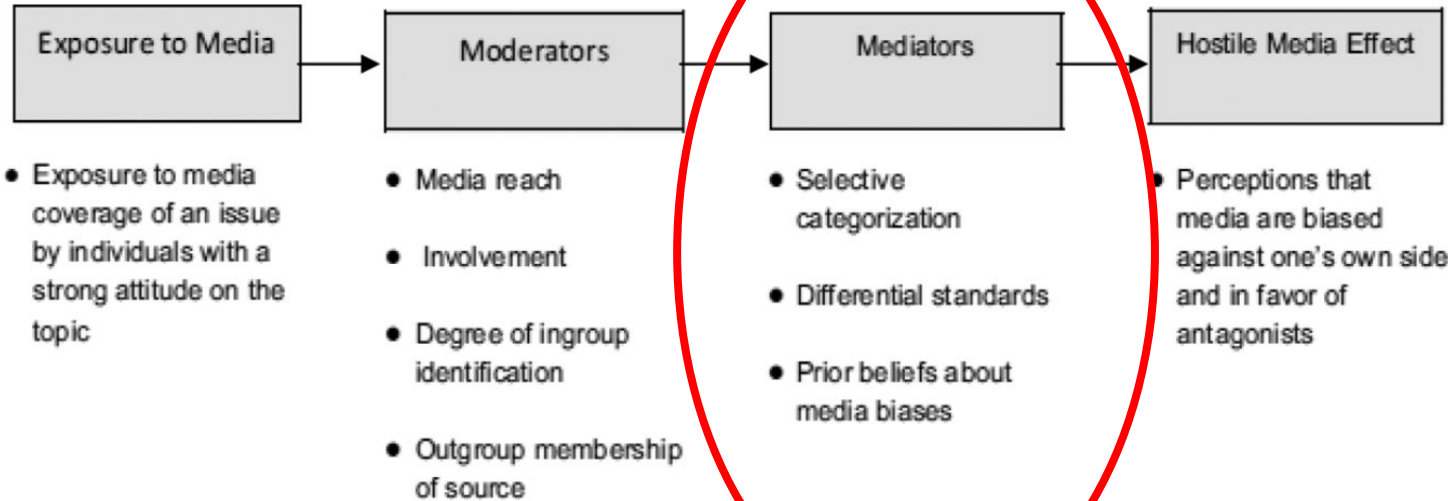 Exposure to Media
Moderators
Mediators
Hostile Media Effect
● Exposure to media
coverage of an issue
by individuals with a
strong attitude on the
topic
● Media reach
● Involvement
● Degree of ingroup
identification
● Outgroup membership
of source
● Selective
categorization
● Differential standards
● Prior beliefs about
media biases
● Perceptions that
media are biased
against one's own side
and in favor of
antagonists